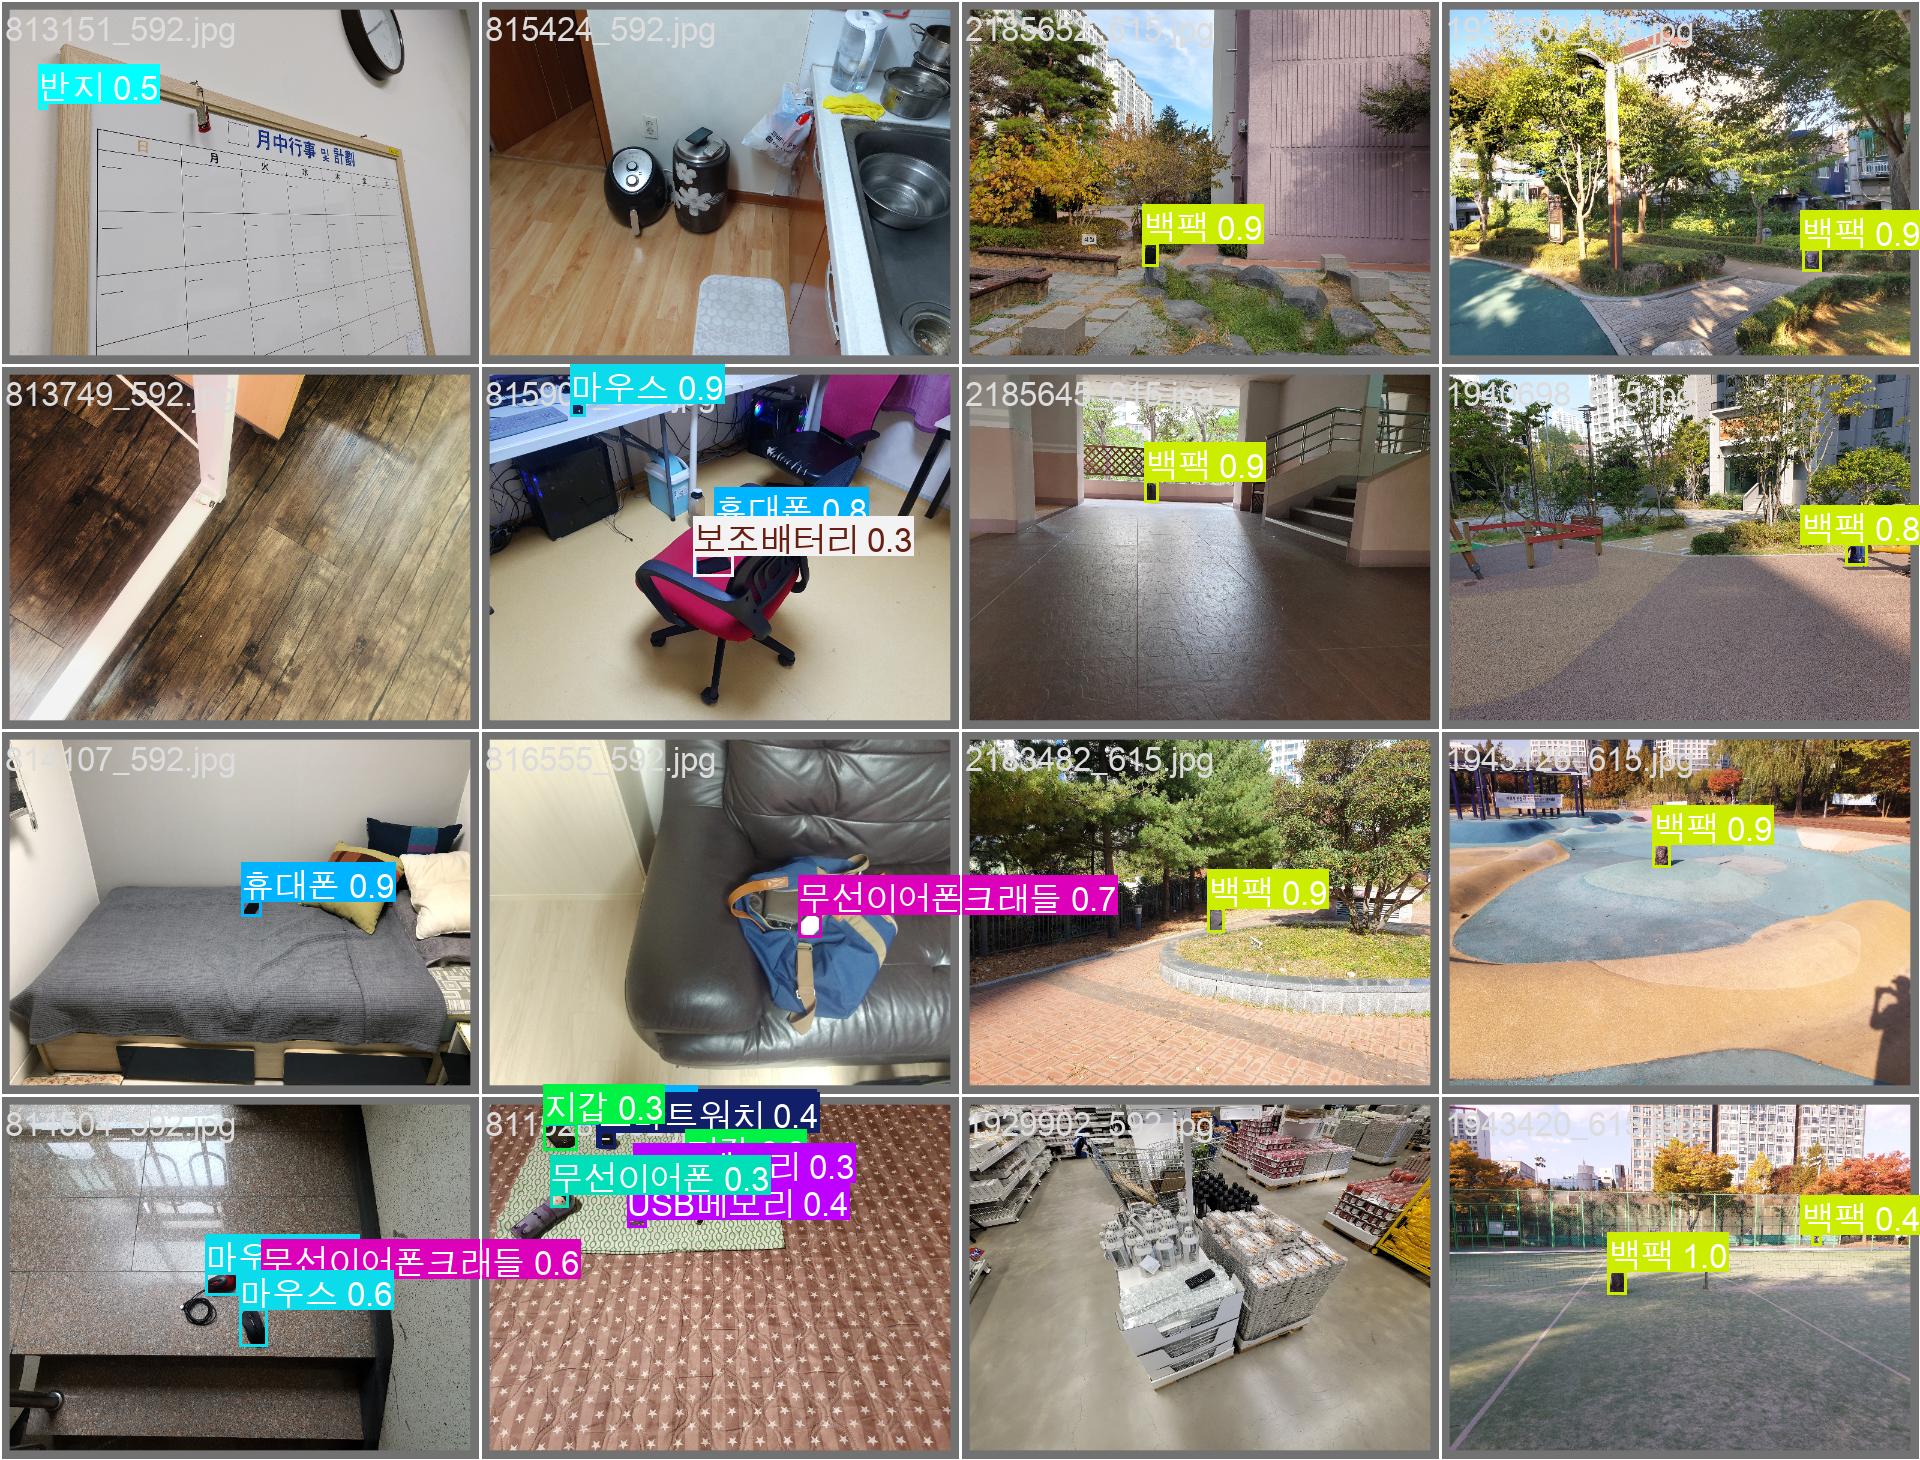 813151_592.jpg
반지 0.5
月中行事 및 計劃
日 月 火 水 木 金 土
815424_592.jpg
백팩 0.9
백팩 0.9
813749_592.jpg
마우스 0.9
휴대폰 0.8
보조배터리 0.3
백팩 0.9
백팩 0.8
814107_592.jpg
휴대폰 0.9
816555_592.jpg
무선이어폰크래들 0.7
2183482_615.jpg
백팩 0.9
1943126_615.jpg
백팩 0.9
무선이어폰크래들 0.6
마우스 0.6
지갑 0.3
트워치 0.4
리 0.3
무선이어폰 0.3
USB메모리 0.4
1929902_592.jpg
백팩 0.4
백팩 1.0